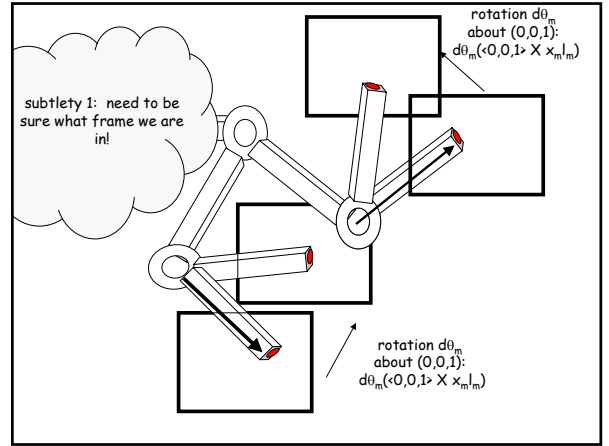 rotation dθₘ
about (0,0,1):
dθₘ(<0,0,1> X xₘlₘ)
subtlety 1: need to be
sure what frame we are
in!
rotation dθₘ
about (0,0,1):
dθₘ(<0,0,1> X xₘlₘ)